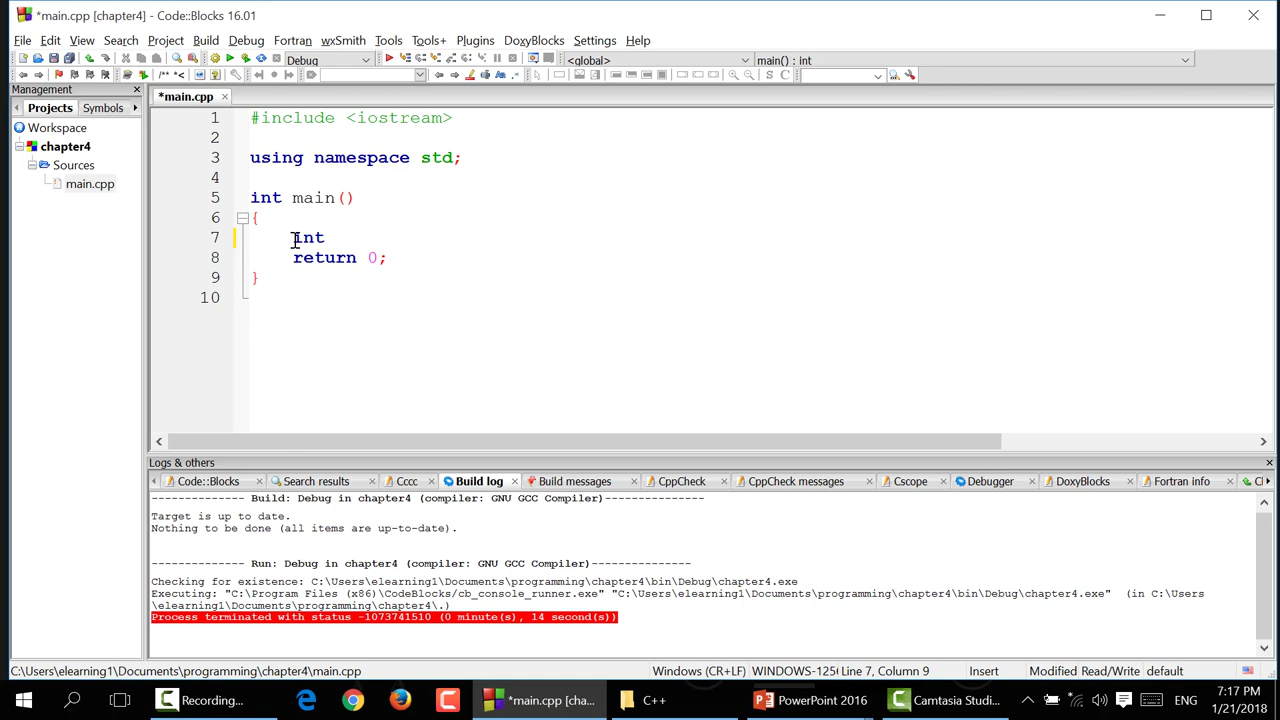 *main.cpp [chapter4] - Code::Blocks 16.01
File Edit View Search Project Build Debug Fortran wxSmith Tools Tools+ Plugins DoxyBlocks Settings Help
Debug <global> main() : int
/** *< S C
Management
Projects Symbols
*main.cpp
Workspace
chapter4
Sources
main.cpp
1 #include <iostream>
2
3 using namespace std;
4
5 int main()
6 {
7 int
8 return 0;
9 }
10
Logs & others
Code::Blocks Search results Cccc Build log Build messages CppCheck CppCheck messages Cscope Debugger DoxyBlocks Fortran info Cl
-------------- Build: Debug in chapter4 (compiler: GNU GCC Compiler)---------------
Target is up to date.
Nothing to be done (all items are up-to-date).
-------------- Run: Debug in chapter4 (compiler: GNU GCC Compiler)---------------
Checking for existence: C:\Users\elearning1\Documents\programming\chapter4\bin\Debug\chapter4.exe
Executing: "C:\Program Files (x86)\CodeBlocks/cb_console_runner.exe" "C:\Users\elearning1\Documents\programming\chapter4\bin\Debug\chapter4.exe"  (in C:\Users
\elearning1\Documents\programming\chapter4\.)
Process terminated with status -1073741510 (0 minute(s), 14 second(s))
C:\Users\elearning1\Documents\programming\chapter4\main.cpp Windows (CR+LF) WINDOWS-125 Line 7, Column 9 Insert Modified Read/Write default
Recording... *main.cpp [cha... C++ PowerPoint 2016 Camtasia Studi... ENG
7:17 PM
1/21/2018